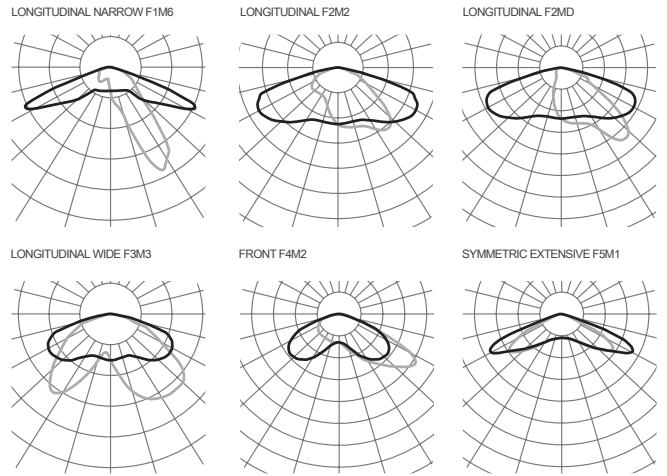 LONGITUDINAL NARROW F1M6
LONGITUDINAL F2M2
LONGITUDINAL F2MD
LONGITUDINAL WIDE F3M3
FRONT F4M2
SYMMETRIC EXTENSIVE F5M1